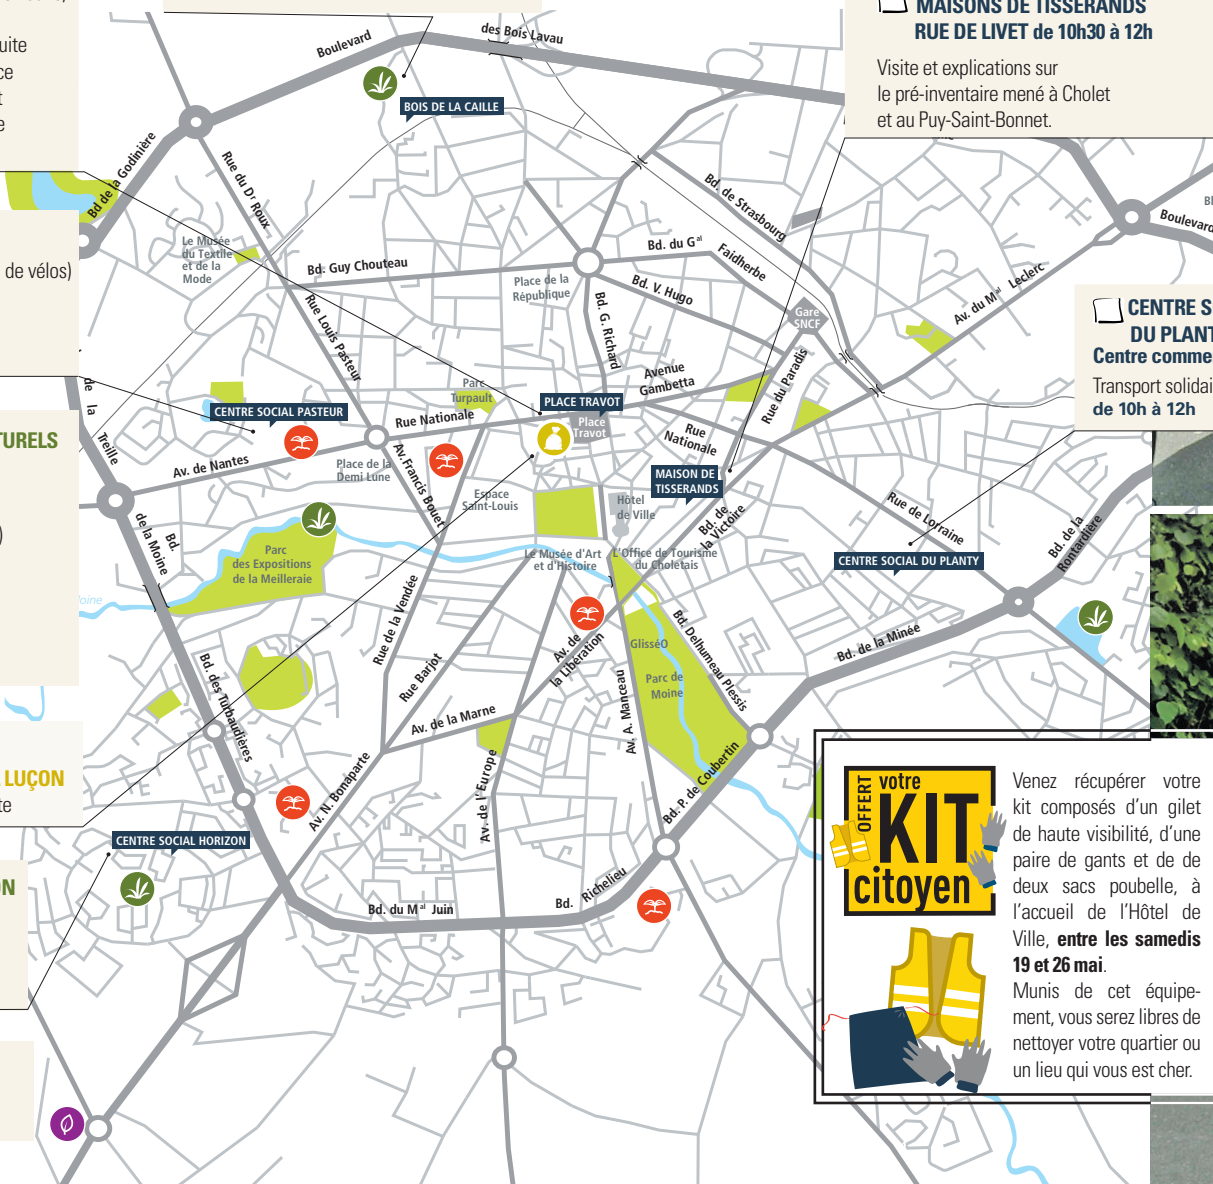 uite
ce
t
e
de vélos)
TURELS
)
LUÇON
te
ON
MAISONS DE TISSERANDS
RUE DE LIVET de 10h30 à 12h
Visite et explications sur
le pré-inventaire mené à Cholet
et au Puy-Saint-Bonnet.
CENTRE S
DU PLANT
Centre comme
Transport solidai
de 10h à 12h
Boulevard
des Bois Lavau
BOIS DE LA CAILLE
Bd de la Godinière
Rue du Dr Roux
Bd. de Strasbourg
Boulevard
Bl
Le Musée
du Textile
et de la
Mode
Bd. Guy Chouteau
Place de la
République
Bd. du Gal
Faidherbe
Bd. V. Hugo
Bd. G. Richard
Gare
SNCF
Av. du Mal Leclerc
Rue Louis Pasteur
Avenue
Gambetta
Rue du Paradis
Parc
Turpault
PLACE TRAVOT
Place
Travot
CENTRE SOCIAL PASTEUR
Rue Nationale
Rue
Nationale
de la
Treille
Av. de Nantes
Place de la
Demi Lune
Av. Francis Bouet
MAISON DE
TISSERANDS
Espace
Saint-Louis
Hôtel
de Ville
Bd. de
la Victoire
Rue de Lorraine
Bd. de la
Rontardière
Bd.
de la Moine
Parc
des Expositions
de la Meilleraie
Le Musée d'Art
et d'Histoire
L'Office de Tourisme
du Choletais
CENTRE SOCIAL DU PLANTY
Rue de la Vendée
Rue Barjot
Av. de
la Libération
GlisséO
Parc de
Moine
Bd. Delhumeau Plessis
Bd. de la Minée
Av. A. Manceau
Bd. des Turbaudières
Av. de la Marne
Av. N. Bonaparte
Av. de l'Europe
Bd. P. de Coubertin
CENTRE SOCIAL HORIZON
Bd. du Mal Juin
Bd. Richelieu
OFFERT
votre
KIT
citoyen
Venez récupérer votre
kit composés d'un gilet
de haute visibilité, d'une
paire de gants et de de
deux sacs poubelle, à
l'accueil de l'Hôtel de
Ville, entre les samedis
19 et 26 mai.
Munis de cet équipe-
ment, vous serez libres de
nettoyer votre quartier ou
un lieu qui vous est cher.